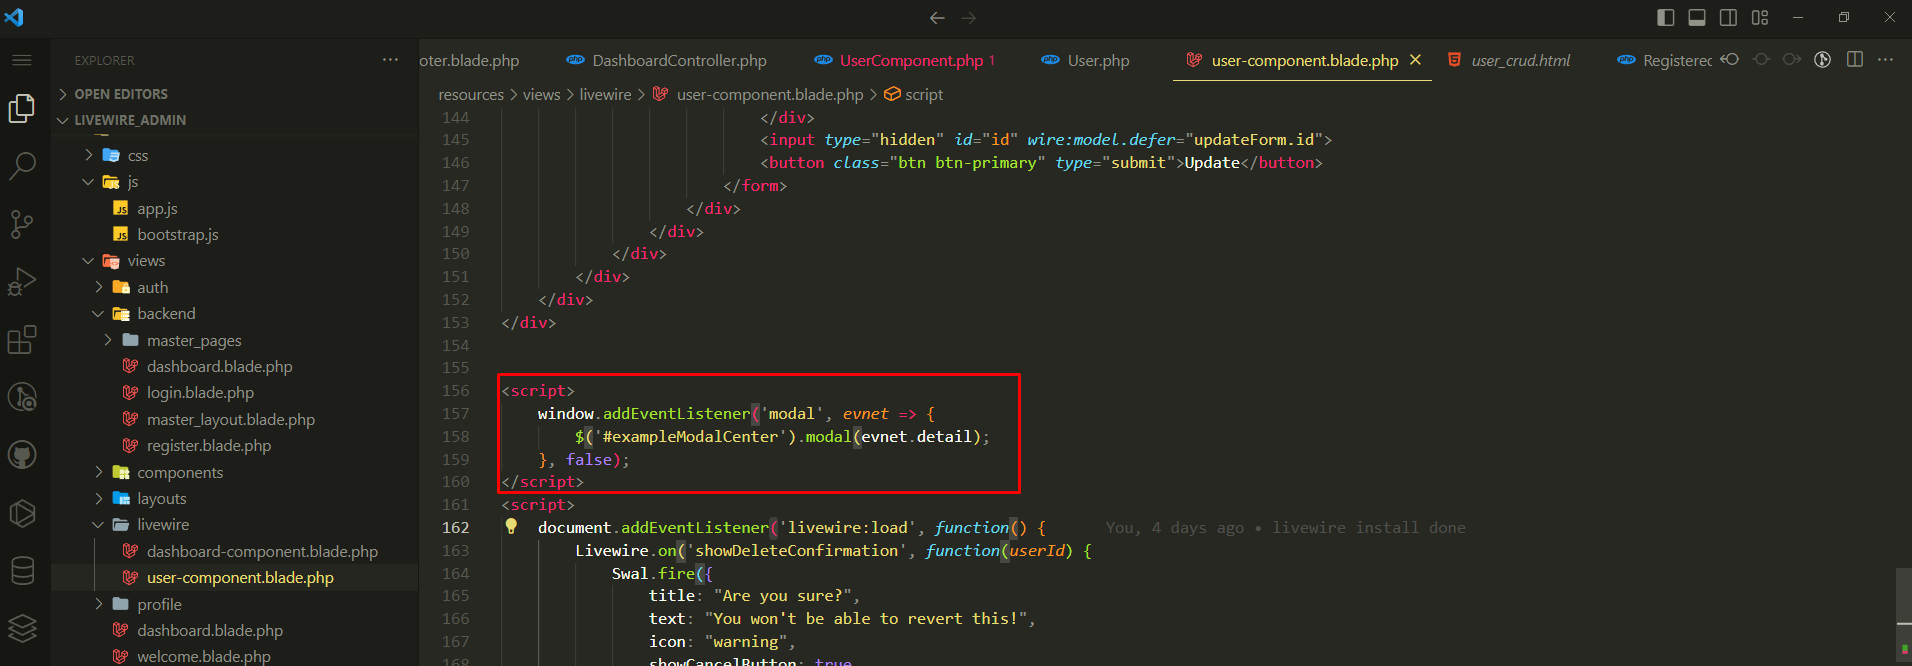 EXPLORER
···
OPEN EDITORS
LIVEWIRE_ADMIN
css
js
app.js
bootstrap.js
views
auth
backend
master_pages
dashboard.blade.php
login.blade.php
master_layout.blade.php
register.blade.php
components
layouts
livewire
dashboard-component.blade.php
user-component.blade.php
profile
dashboard.blade.php
welcome.blade.php
oter.blade.php
DashboardController.php
UserComponent.php 1
User.php
user-component.blade.php
user_crud.html
Registered
···
resources > views > livewire > user-component.blade.php > script
144 </div>
145 <input type="hidden" id="id" wire:model.defer="updateForm.id">
146 <button class="btn btn-primary" type="submit">Update</button>
147 </form>
148 </div>
149 </div>
150 </div>
151 </div>
152 </div>
153 </div>
154
155
156 <script>
157 window.addEventListener('modal', evnet => {
158 $('#exampleModalCenter').modal(evnet.detail);
159 }, false);
160 </script>
161 <script>
162 document.addEventListener('livewire:load', function() { You, 4 days ago • livewire install done
163 Livewire.on('showDeleteConfirmation', function(userId) {
164 Swal.fire({
165 title: "Are you sure?",
166 text: "You won't be able to revert this!",
167 icon: "warning",
168 showCancelButton: true